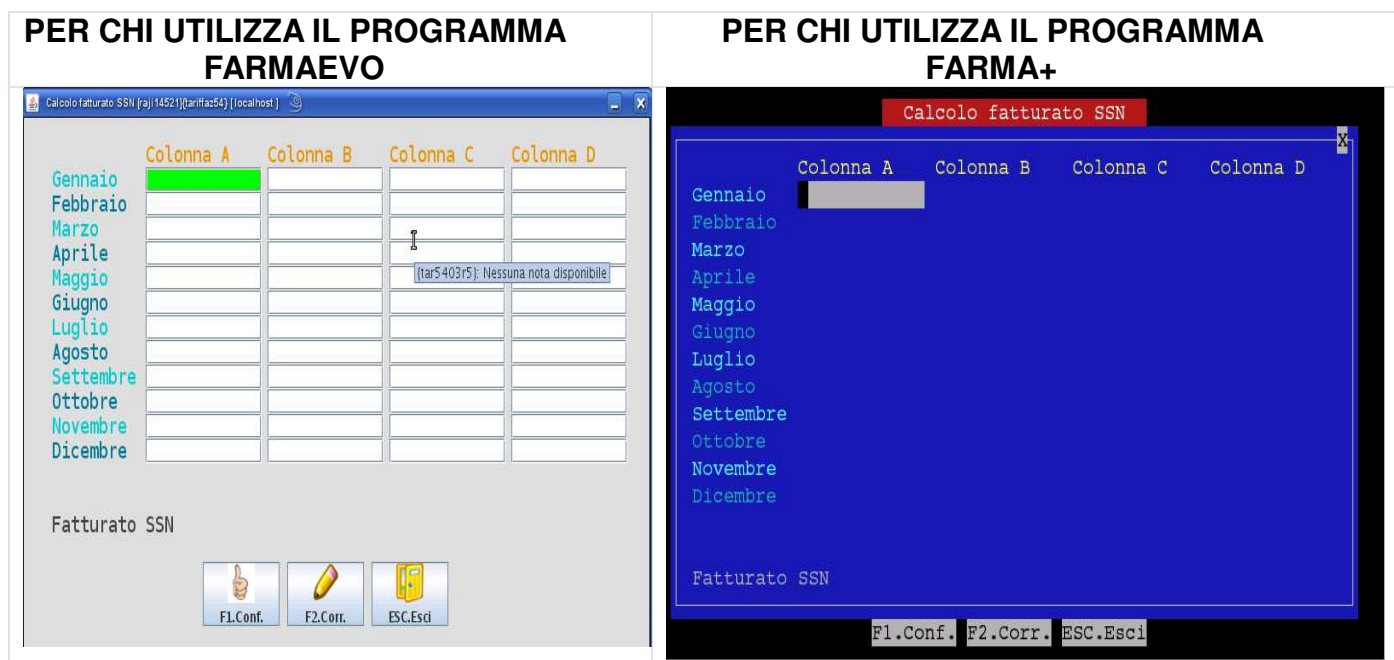 PER CHI UTILIZZA IL PROGRAMMA
FARMAEVO
Calcolo fatturato SSN [raji14521]{tariffaz54} [localhost]
Colonna A Colonna B Colonna C Colonna D
Gennaio
Febbraio
Marzo
Aprile
{tar5403r5}: Nessuna nota disponibile
Maggio
Giugno
Luglio
Agosto
Settembre
Ottobre
Novembre
Dicembre
Fatturato SSN
F1.Conf. F2.Corr. ESC.Esci
PER CHI UTILIZZA IL PROGRAMMA
FARMA+
Calcolo fatturato SSN
X
Colonna A Colonna B Colonna C Colonna D
Gennaio
Febbraio
Marzo
Aprile
Maggio
Giugno
Luglio
Agosto
Settembre
Ottobre
Novembre
Dicembre
Fatturato SSN
F1.Conf. F2.Corr. ESC.Esci